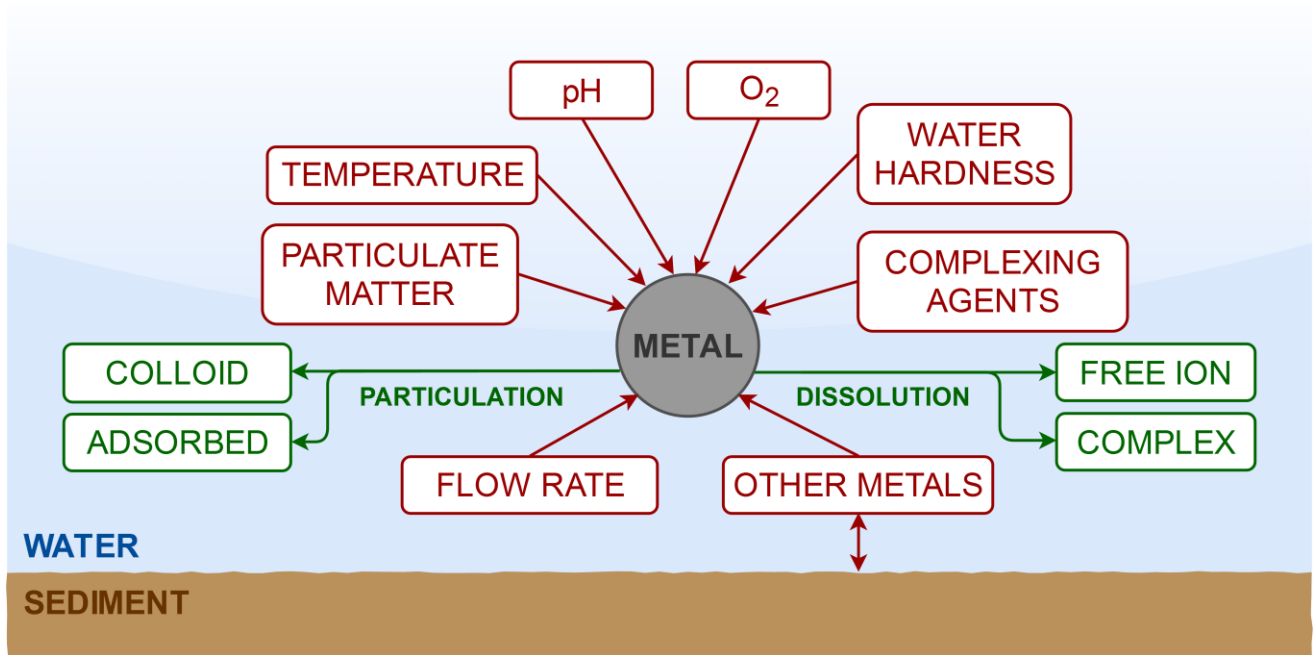 pH
O₂
WATER
HARDNESS
TEMPERATURE
PARTICULATE
MATTER
COMPLEXING
AGENTS
METAL
COLLOID
PARTICULATION
DISSOLUTION
FREE ION
ADSORBED
COMPLEX
FLOW RATE
OTHER METALS
WATER
SEDIMENT